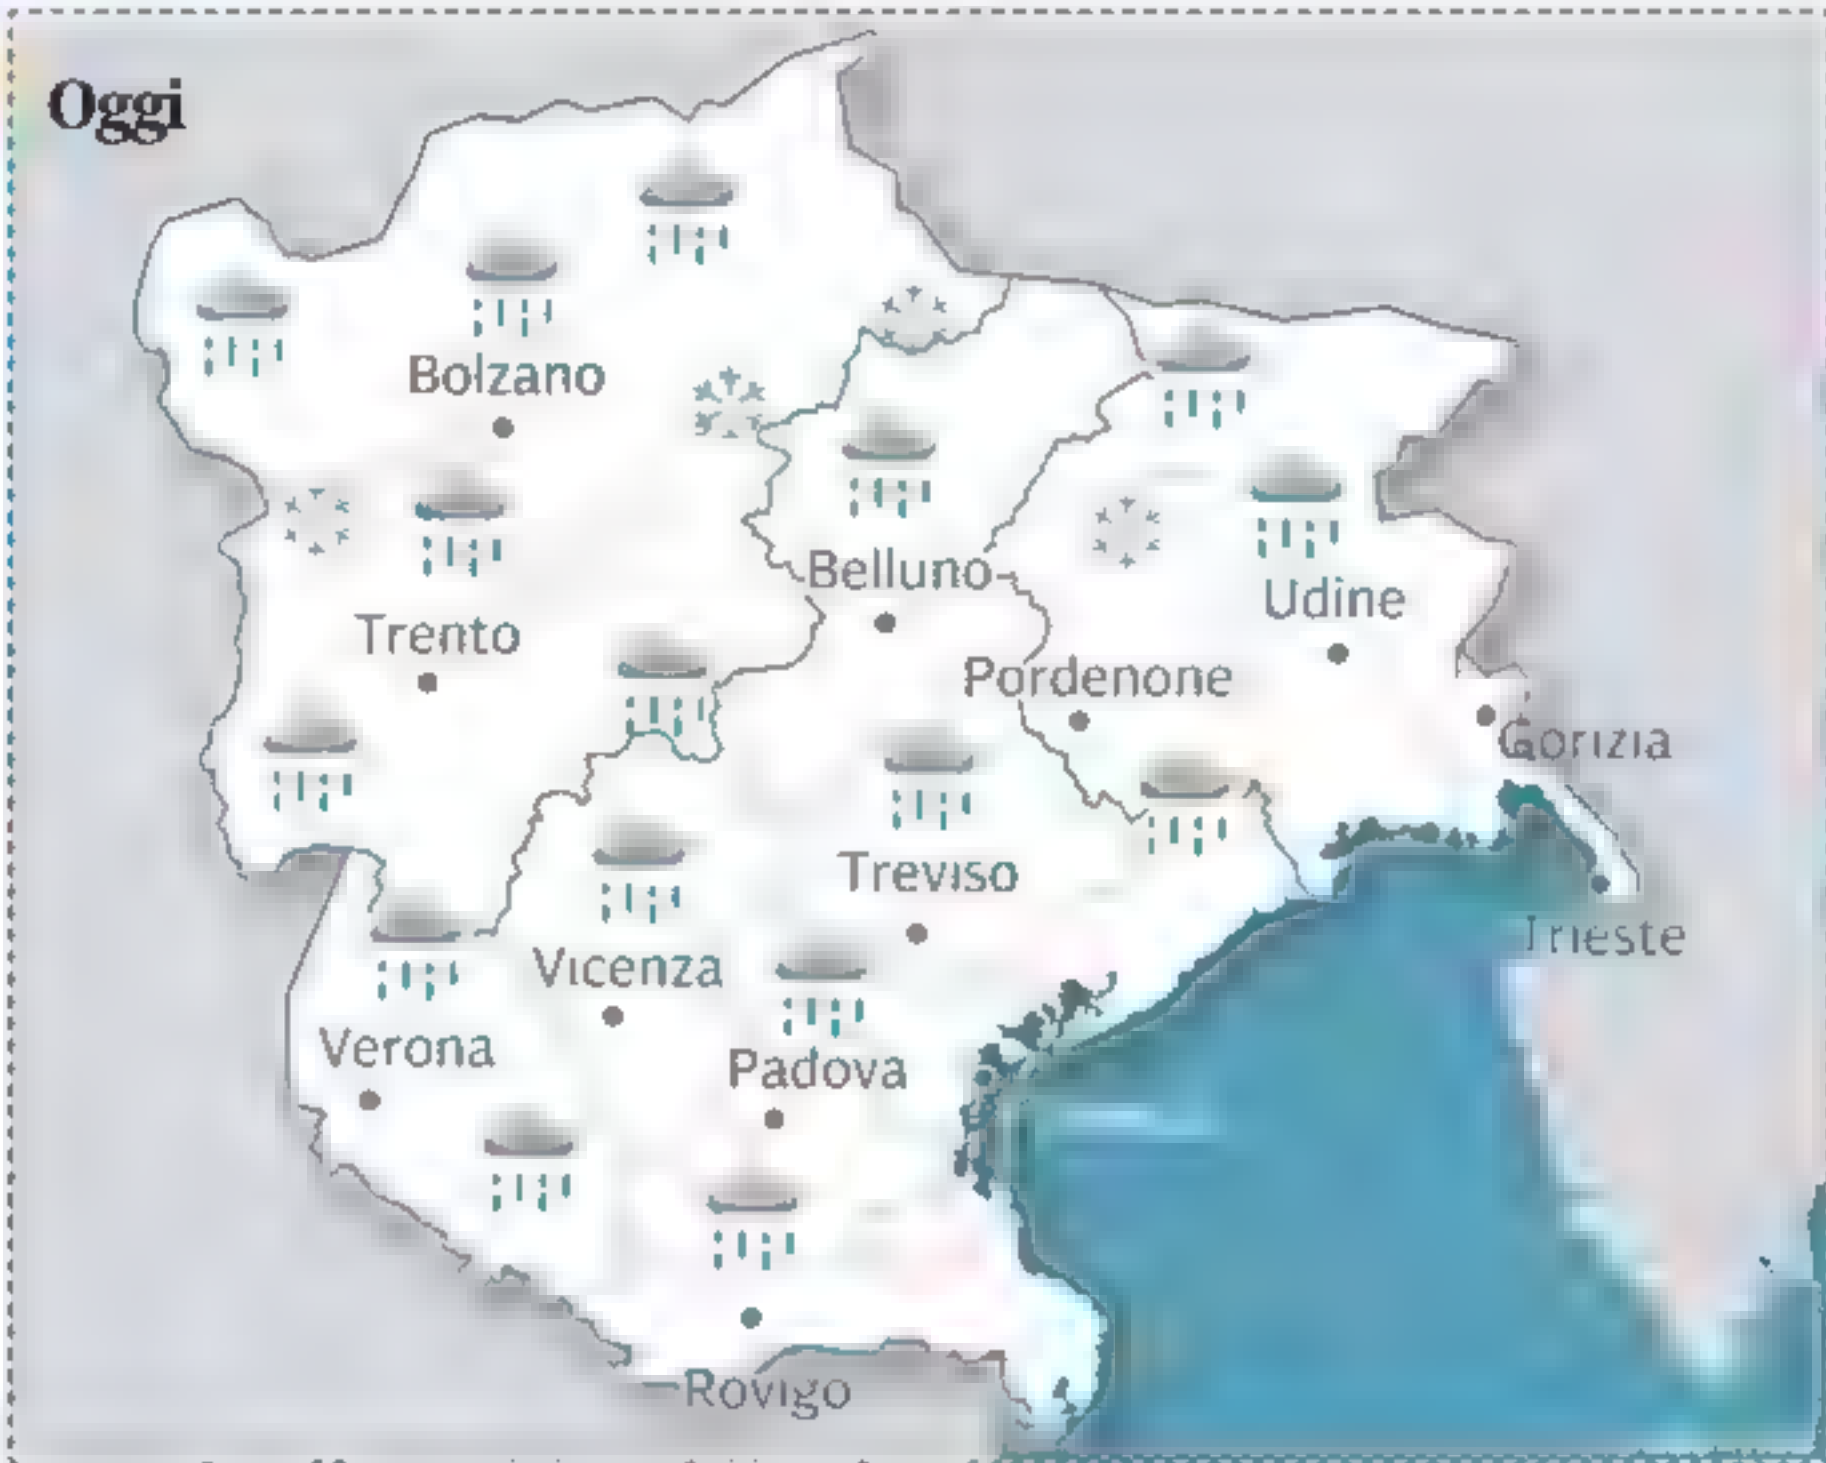 Oggi
Bolzano
Belluno
Udine
Trento
Pordenone
Gorizia
Treviso
Trieste
Vicenza
Verona
Padova
Rovigo